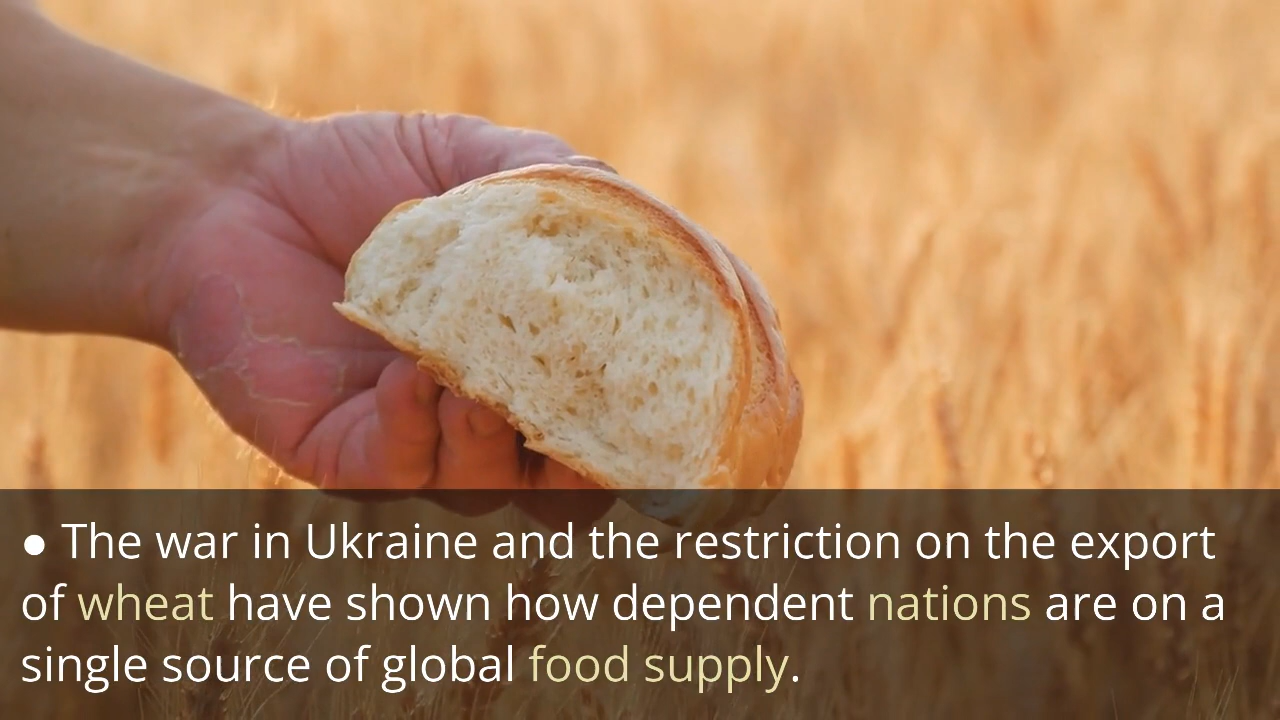 ● The war in Ukraine and the restriction on the export
of wheat have shown how dependent nations are on a
single source of global food supply.